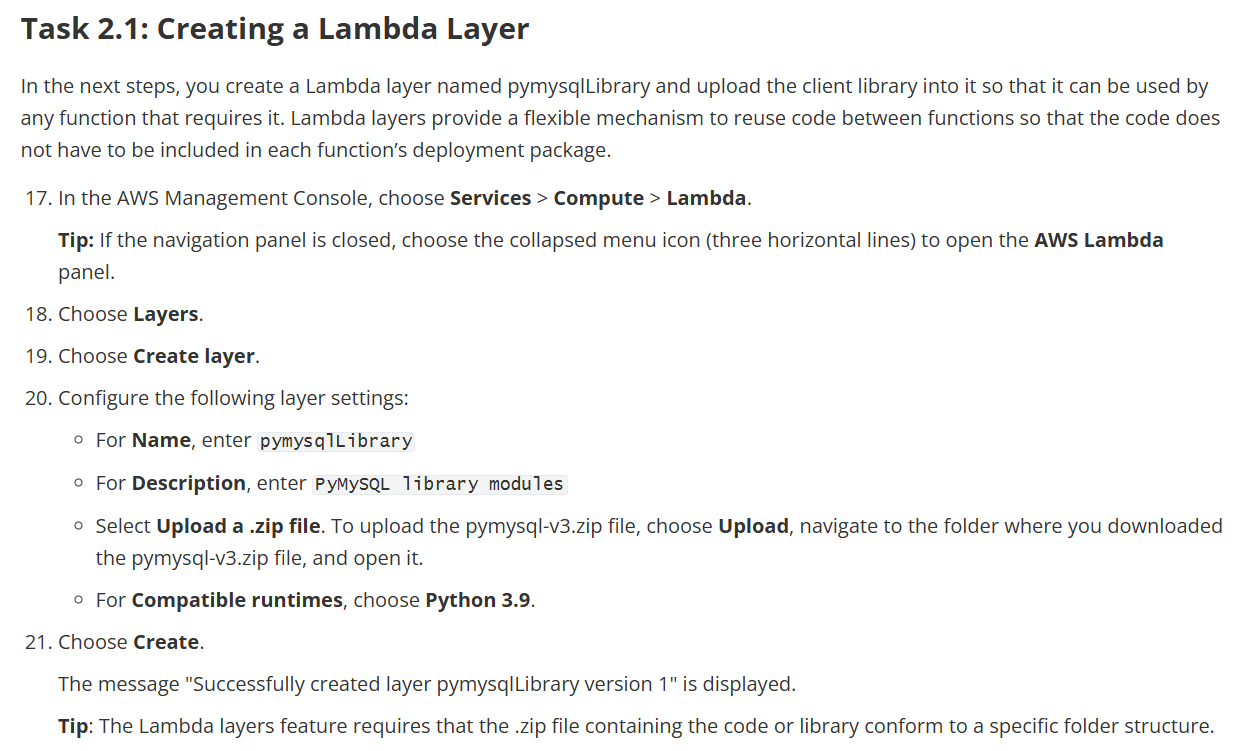 Task 2.1: Creating a Lambda Layer
In the next steps, you create a Lambda layer named pymysqlLibrary and upload the client library into it so that it can be used by
any function that requires it. Lambda layers provide a flexible mechanism to reuse code between functions so that the code does
not have to be included in each function’s deployment package.
17. In the AWS Management Console, choose Services > Compute > Lambda.
Tip: If the navigation panel is closed, choose the collapsed menu icon (three horizontal lines) to open the AWS Lambda
panel.
18. Choose Layers.
19. Choose Create layer.
20. Configure the following layer settings:
For Name, enter pymysqlLibrary
For Description, enter PyMySQL library modules
Select Upload a .zip file. To upload the pymysql-v3.zip file, choose Upload, navigate to the folder where you downloaded
the pymysql-v3.zip file, and open it.
For Compatible runtimes, choose Python 3.9.
21. Choose Create.
The message "Successfully created layer pymysqlLibrary version 1" is displayed.
Tip: The Lambda layers feature requires that the .zip file containing the code or library conform to a specific folder structure.